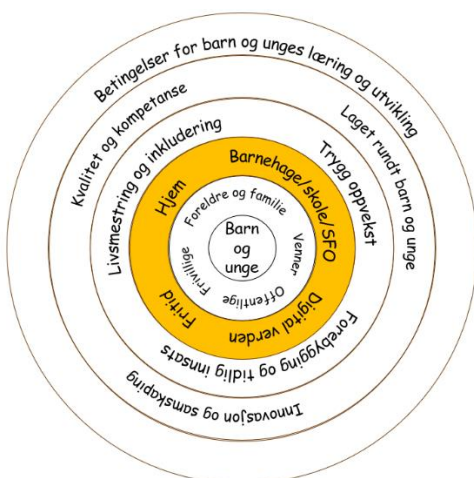 Betingelser for barn og unges læring og utvikling
Kvalitet og kompetanse
Laget rundt barn og unge
Innovasjon og samskaping
Livsmestring og inkludering
Trygg oppvekst
Forebygging og tidlig innsats
Hjem
Barnehage/skole/SFO
Digital verden
Fritid
Foreldre og familie
Venner
Offentlige
Frivillige
Barn
og
unge